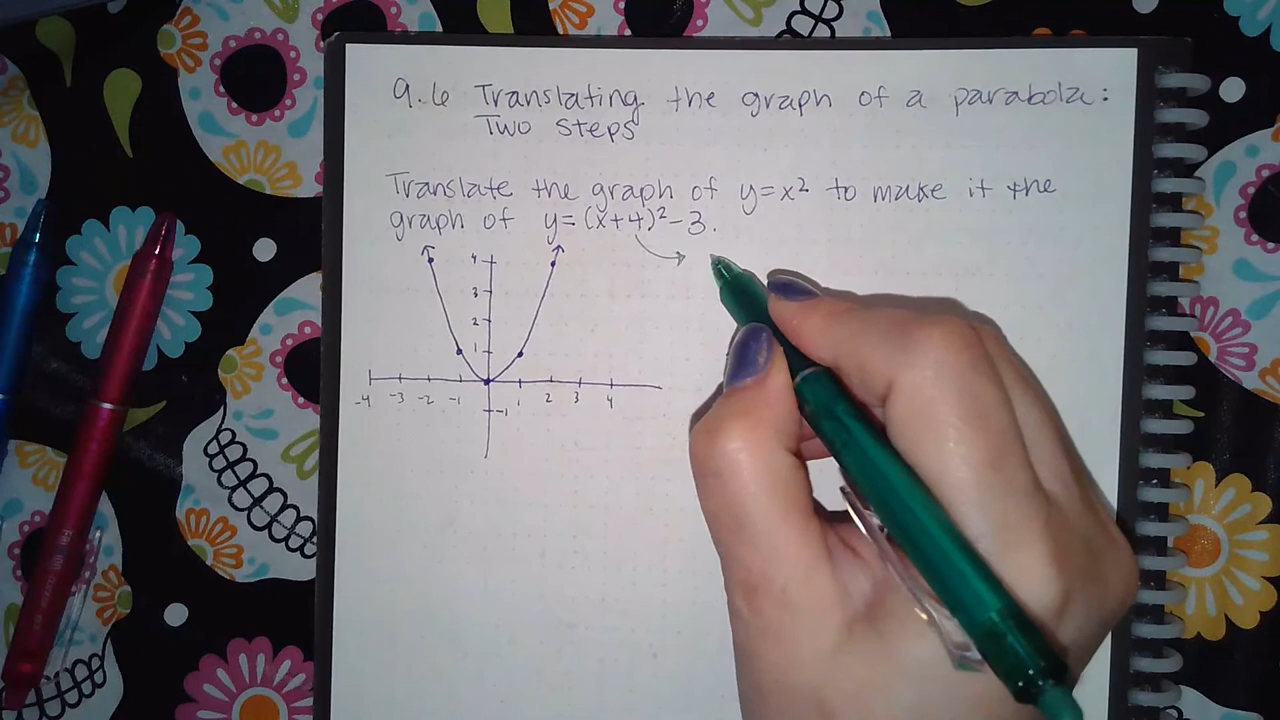 9.6 Translating the graph of a parabola:
Two steps
Translate the graph of y=x² to make it the
graph of y=(x+4)²-3.
4
3
2
1
-4 -3 -2 -1 1 2 3 4
-1